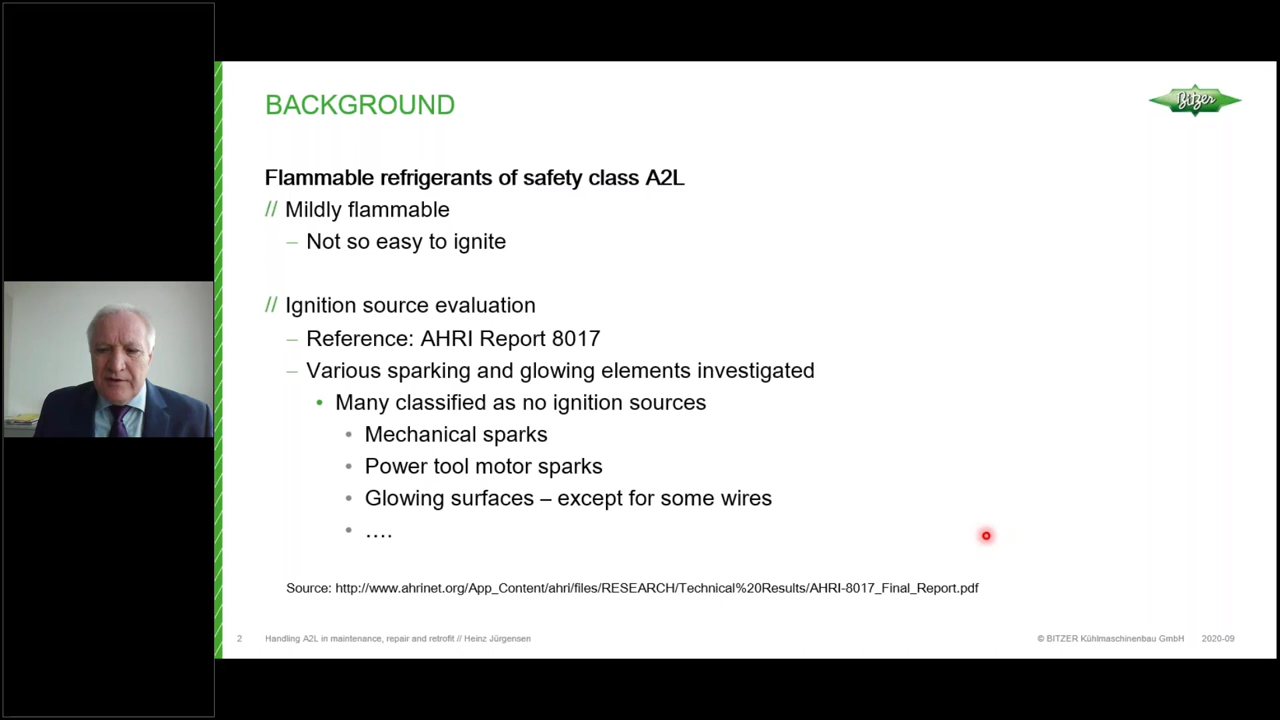 BACKGROUND
Bitzer
Flammable refrigerants of safety class A2L
// Mildly flammable
– Not so easy to ignite
// Ignition source evaluation
– Reference: AHRI Report 8017
– Various sparking and glowing elements investigated
• Many classified as no ignition sources
• Mechanical sparks
• Power tool motor sparks
• Glowing surfaces – except for some wires
• ….
Source: http://www.ahrinet.org/App_Content/ahri/files/RESEARCH/Technical%20Results/AHRI-8017_Final_Report.pdf
2 Handling A2L in maintenance, repair and retrofit // Heinz Jürgensen © BITZER Kühlmaschinenbau GmbH 2020-09